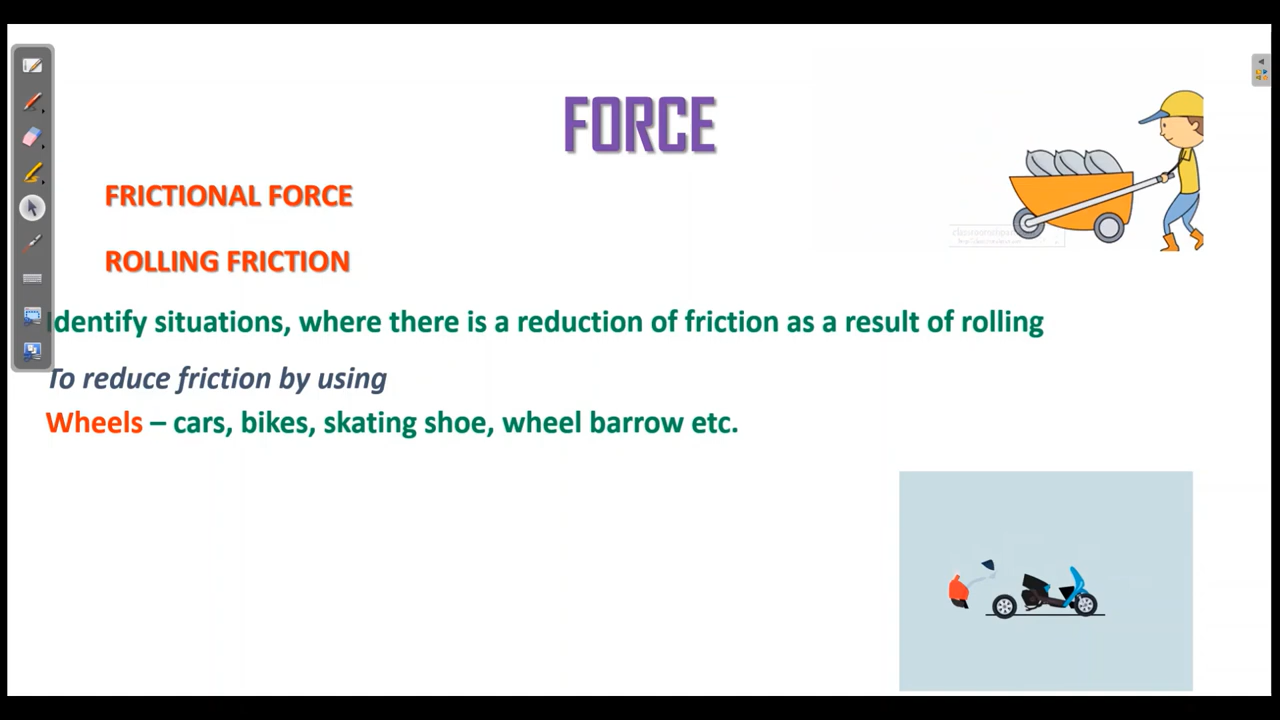 FORCE
FRICTIONAL FORCE
ROLLING FRICTION
Identify situations, where there is a reduction of friction as a result of rolling
To reduce friction by using
Wheels – cars, bikes, skating shoe, wheel barrow etc.